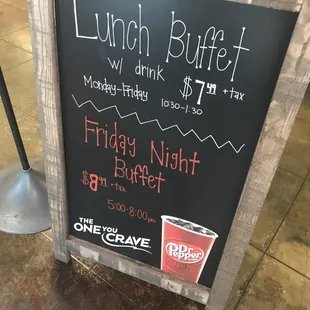 Lunch Buffet
w/ drink
Monday-Friday
$7.99 + tax
10:30-1:30
Friday Night
Buffet
$8.99 + tax
5:00-8:00pm
THE
ONE YOU
CRAVE
Dr
Pepper